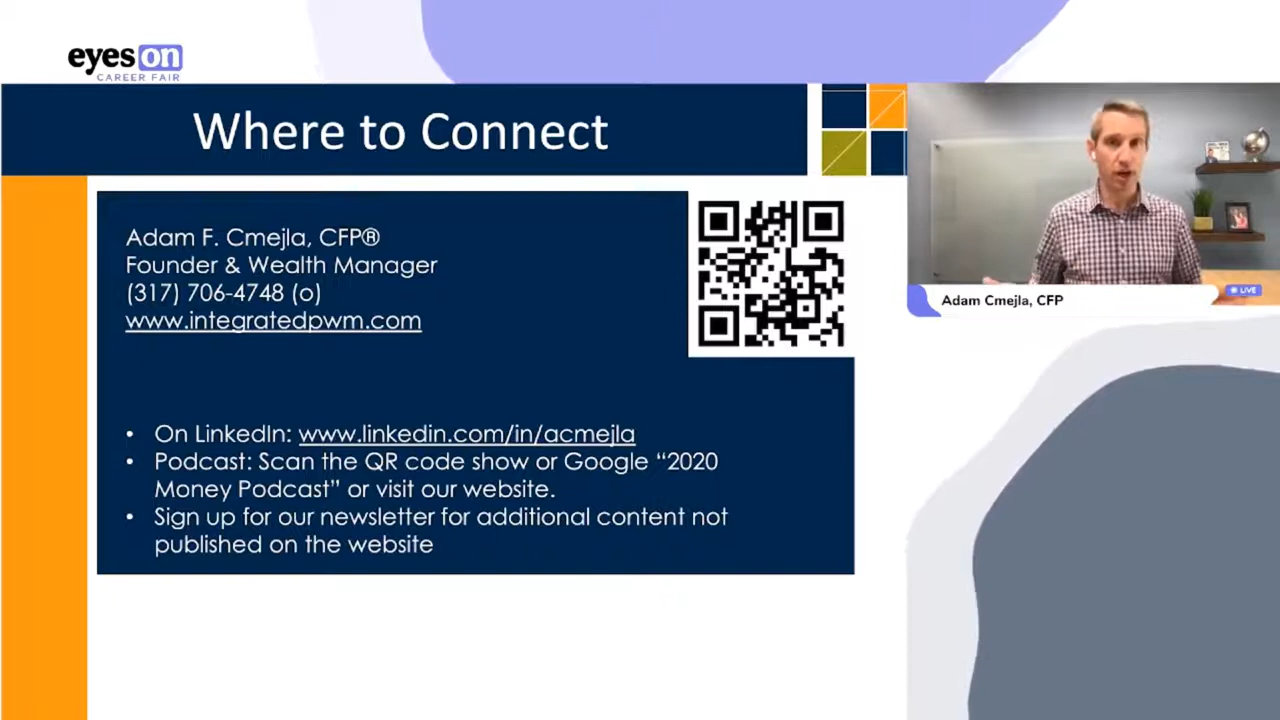 eyes on
CAREER FAIR
Where to Connect
Adam F. Cmejla, CFP®
Founder & Wealth Manager
(317) 706-4748 (o)
www.integratedpwm.com
• On LinkedIn: www.linkedin.com/in/acmejla
• Podcast: Scan the QR code show or Google “2020
Money Podcast” or visit our website.
• Sign up for our newsletter for additional content not
published on the website
LIVE
Adam Cmejla, CFP